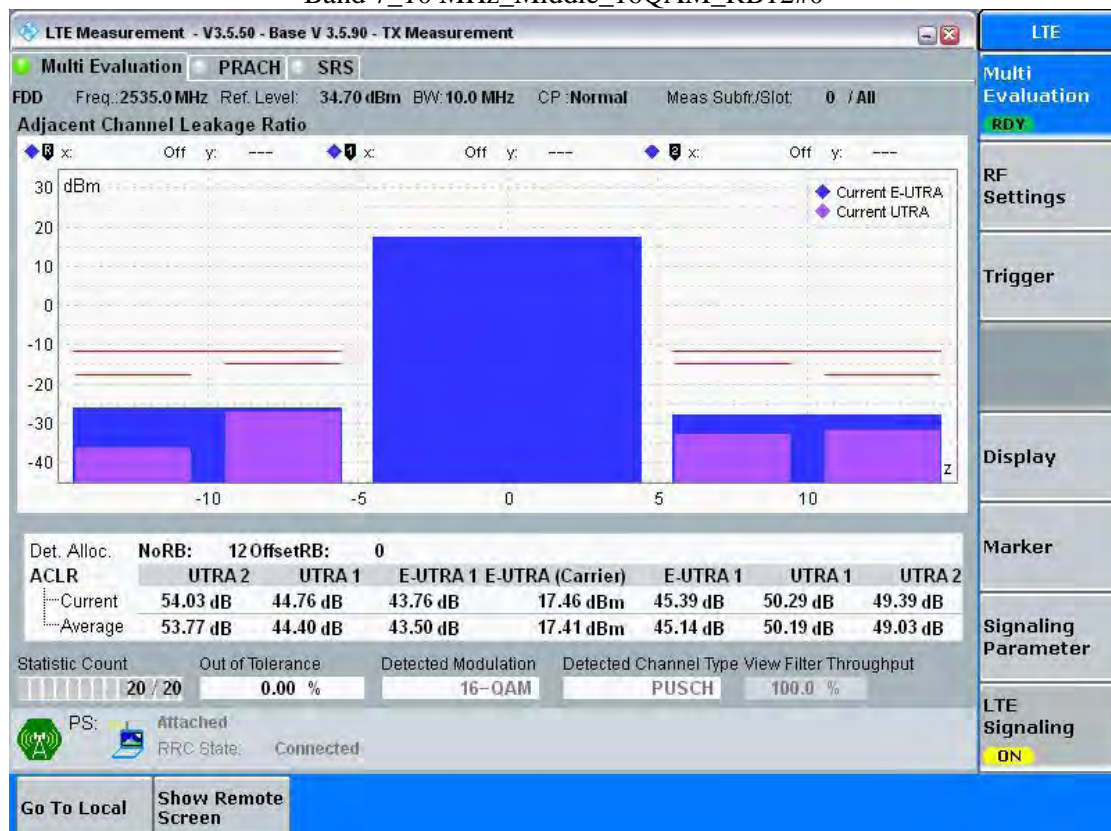 LTE Measurement - V3.5.50 - Base V 3.5.90 - TX Measurement
LTE
Multi Evaluation PRACH SRS
Multi
Evaluation
RDY
FDD Freq.:2535.0 MHz Ref. Level: 34.70 dBm BW:10.0 MHz CP :Normal Meas Subfr./Slot: 0 / All
Adjacent Channel Leakage Ratio
R x: Off y: --- 1 x: Off y: --- 2 x: Off y: ---
30 dBm
Current E-UTRA
Current UTRA
20
10
0
-10
-20
-30
-40
z
-10 -5 0 5 10
RF
Settings
Trigger
Display
Marker
Signaling
Parameter
LTE
Signaling
ON
Det. Alloc. NoRB: 12 OffsetRB: 0
ACLR UTRA 2 UTRA 1 E-UTRA 1 E-UTRA (Carrier) E-UTRA 1 UTRA 1 UTRA 2
Current 54.03 dB 44.76 dB 43.76 dB 17.46 dBm 45.39 dB 50.29 dB 49.39 dB
Average 53.77 dB 44.40 dB 43.50 dB 17.41 dBm 45.14 dB 50.19 dB 49.03 dB
Statistic Count Out of Tolerance Detected Modulation Detected Channel Type View Filter Throughput
20 / 20 0.00 % 16-QAM PUSCH 100.0 %
PS: Attached
RRC State: Connected
Go To Local
Show Remote
Screen